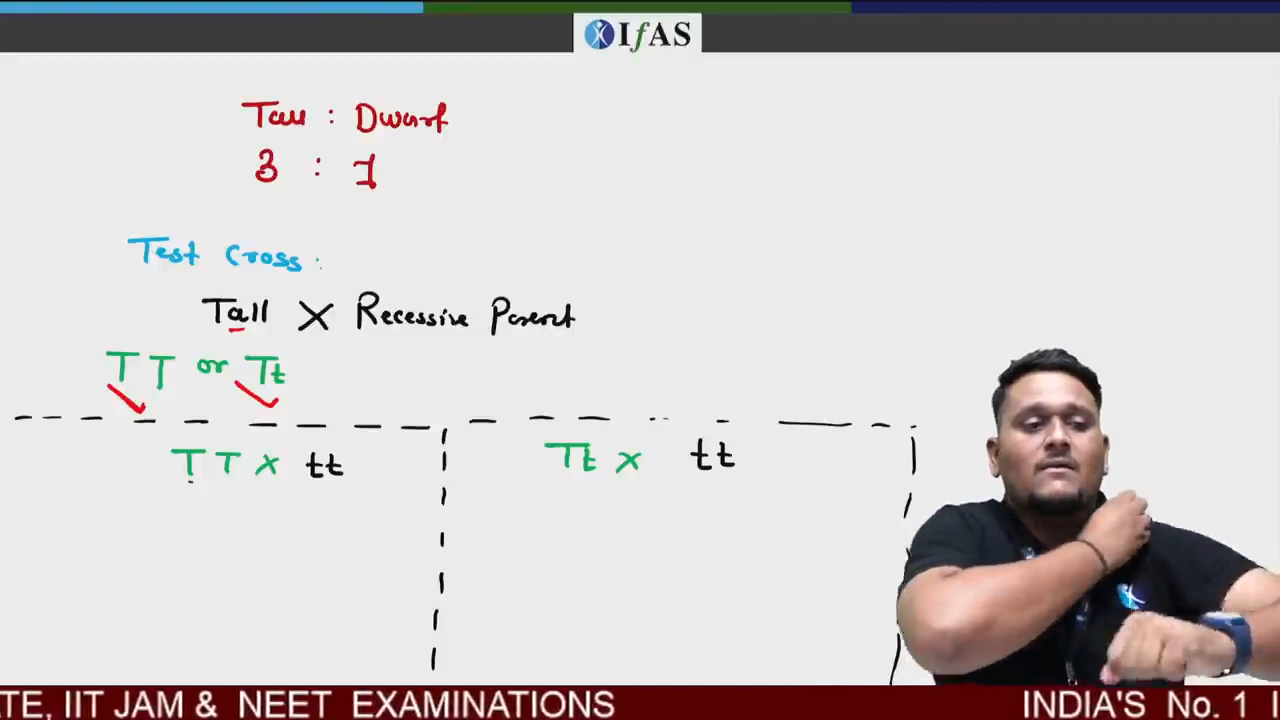 IfAS
Tall : Dwarf
3 : 1
Test Cross :
Tall X Recessive Parent
TT or Tt
TT x tt
Tt x tt
ATE, IIT JAM & NEET EXAMINATIONS
INDIA'S No. 1 I